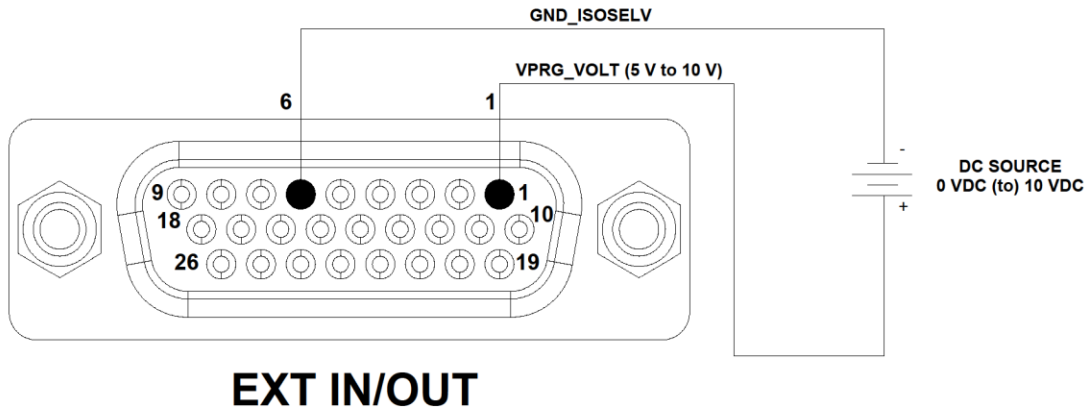 GND_ISOSELV
VPRG_VOLT (5 V to 10 V)
6
1
-
DC SOURCE
0 VDC (to) 10 VDC
+
9
1
18
10
26
19
EXT IN/OUT